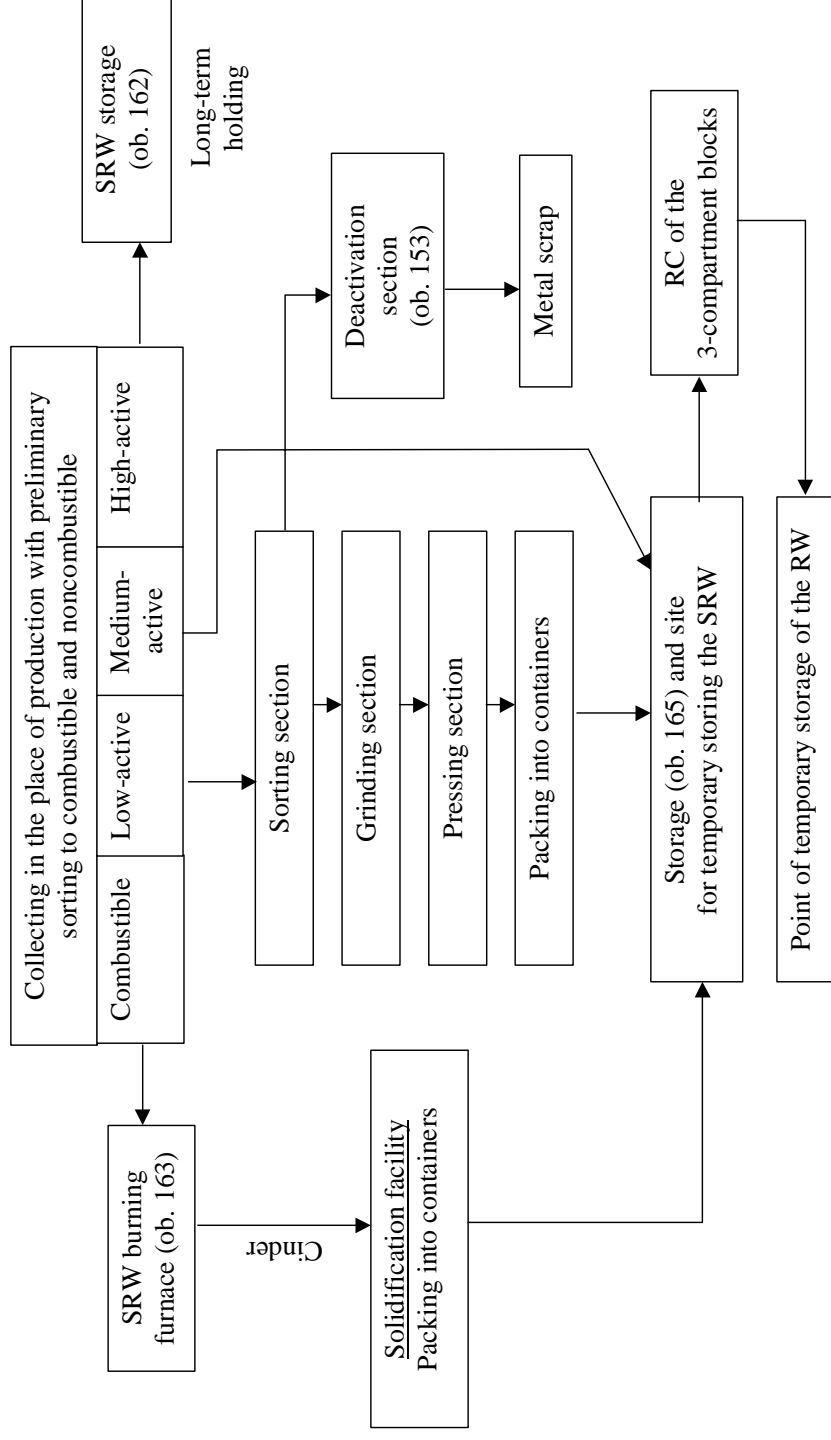 Collecting in the place of production with preliminary
sorting to combustible and noncombustible
Combustible
Low-active
Medium-
active
High-active
SRW storage
(ob. 162)
Long-term
holding
SRW burning
furnace (ob. 163)
Cinder
Solidification facility
Packing into containers
Sorting section
Grinding section
Pressing section
Packing into containers
Deactivation
section
(ob. 153)
Metal scrap
Storage (ob. 165) and site
for temporary storing the SRW
RC of the
3-compartment blocks
Point of temporary storage of the RW